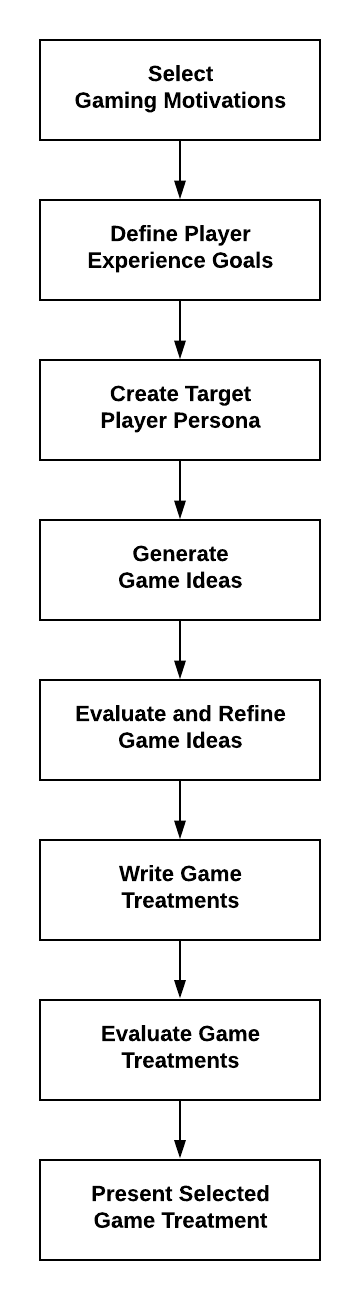 Select
Gaming Motivations
Define Player
Experience Goals
Create Target
Player Persona
Generate
Game Ideas
Evaluate and Refine
Game Ideas
Write Game
Treatments
Evaluate Game
Treatments
Present Selected
Game Treatment